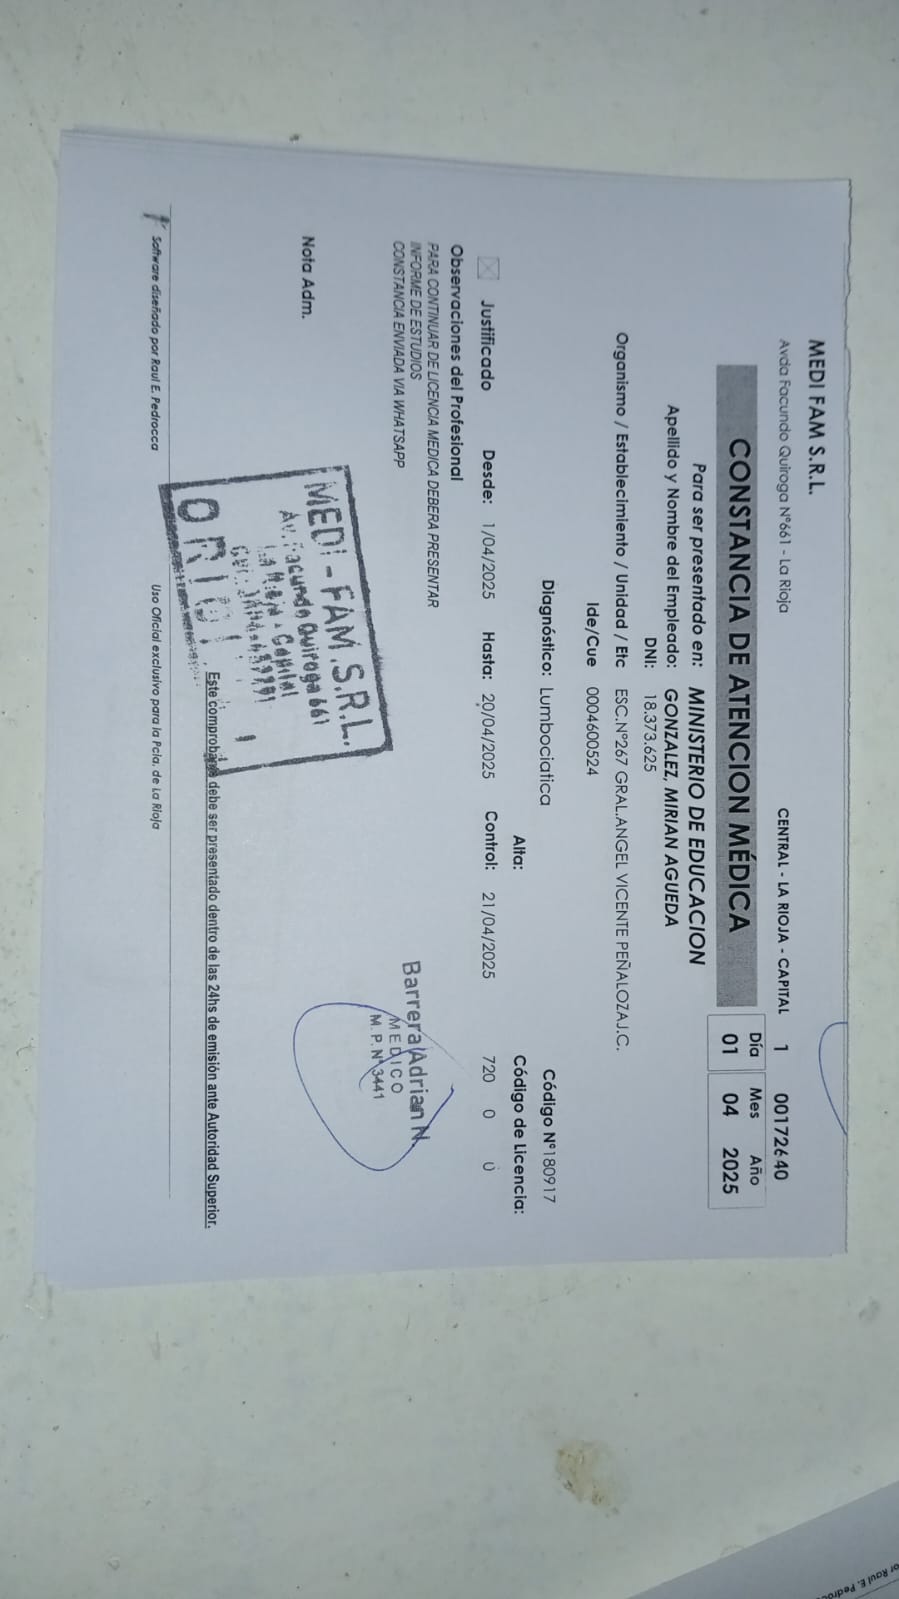 MEDI FAM S.R.L.
Avda Facundo Quiroga N°661 - La Rioja
CENTRAL - LA RIOJA - CAPITAL 1 00172640
CONSTANCIA DE ATENCION MÉDICA
Día Mes Año
01 04 2025
Para ser presentado en: MINISTERIO DE EDUCACION
Apellido y Nombre del Empleado: GONZALEZ, MIRIAN AGUEDA
DNI: 18.373.625
Organismo / Establecimiento / Unidad / Etc ESC.N°267 GRAL.ANGEL VICENTE PEÑALOZAJ.C.
Ide/Cue 0004600524
Diagnóstico: Lumbociatica
Código N°180917
Alta:
Código de licencia:
Justificado Desde: 1/04/2025 Hasta: 20/04/2025 Control: 21/04/2025 720 0 0
Observaciones del Profesional
PARA CONTINUAR DE LICENCIA MEDICA DEBERA PRESENTAR
INFORME DE ESTUDIOS
CONSTANCIA ENVIADA VIA WHATSAPP
Barrera Adrian N.
MEDICO
M.P. N° 3441
Nota Adm.
MEDI - FAM .S.R.L.
Av. Facundo Quiroga 661
La Rioja - Capital
Este comprobante debe ser presentado dentro de las 24hs de emisión ante Autoridad Superior.
Software diseñado por Raul E. Pedrocca
Uso Oficial exclusivo para la Pcia. de La Rioja
or Raul E. Pedroc